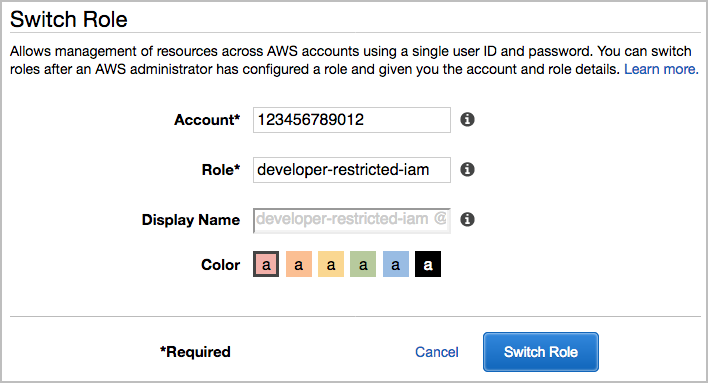 Switch Role
Allows management of resources across AWS accounts using a single user ID and password. You can switch
roles after an AWS administrator has configured a role and given you the account and role details. Learn more.
Account* 123456789012
Role* developer-restricted-iam
Display Name developer-restricted-iam @
Color a a a a a a
*Required Cancel Switch Role